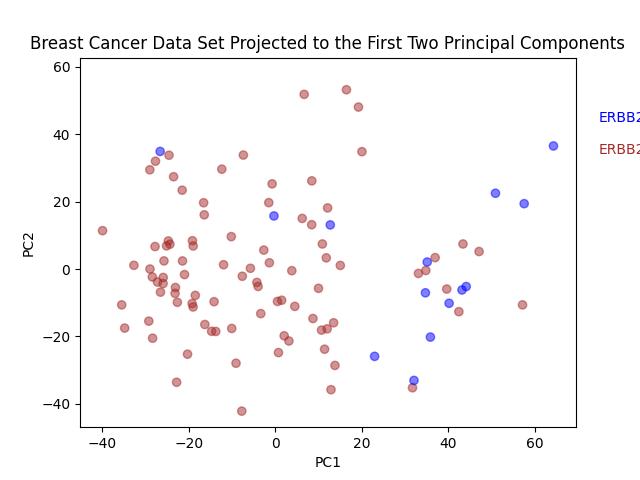 Breast Cancer Data Set Projected to the First Two Principal Components
60
40
20
0
−20
−40
PC2
−40
−20
0
20
40
60
PC1
ERBB2
ERBB2